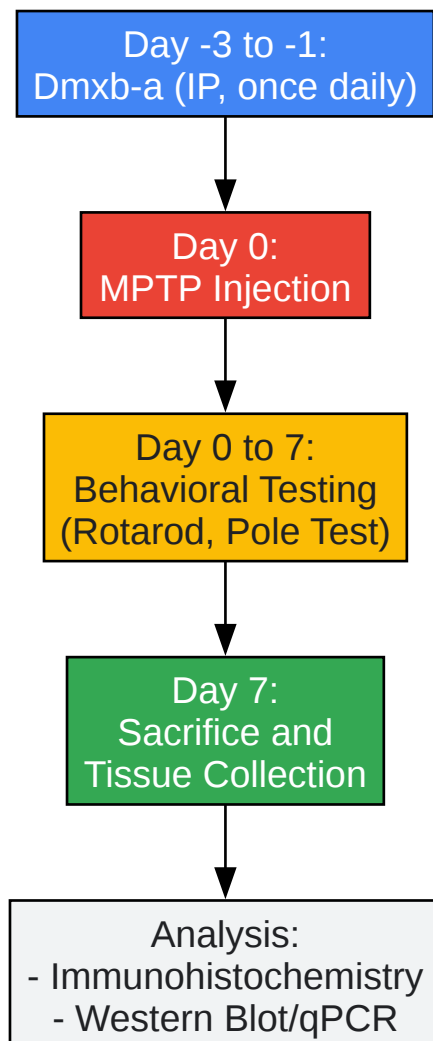 Day -3 to -1:
Dmxb-a (IP, once daily)
Day 0:
MPTP Injection
Day 0 to 7:
Behavioral Testing
(Rotarod, Pole Test)
Day 7:
Sacrifice and
Tissue Collection
Analysis:
- Immunohistochemistry
- Western Blot/qPCR